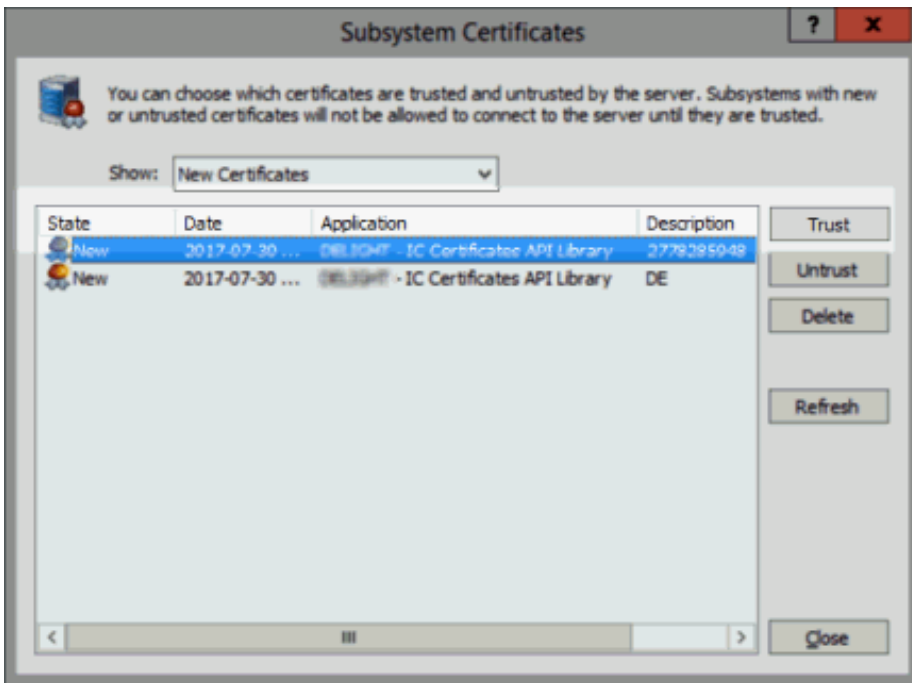 Subsystem Certificates
?
x
You can choose which certificates are trusted and untrusted by the server. Subsystems with new
or untrusted certificates will not be allowed to connect to the server until they are trusted.
Show: New Certificates
State Date Application Description
New 2017-07-30 ... - IC Certificates API Library 2778285948
New 2017-07-30 ... - IC Certificates API Library DE
Trust
Untrust
Delete
Refresh
Close